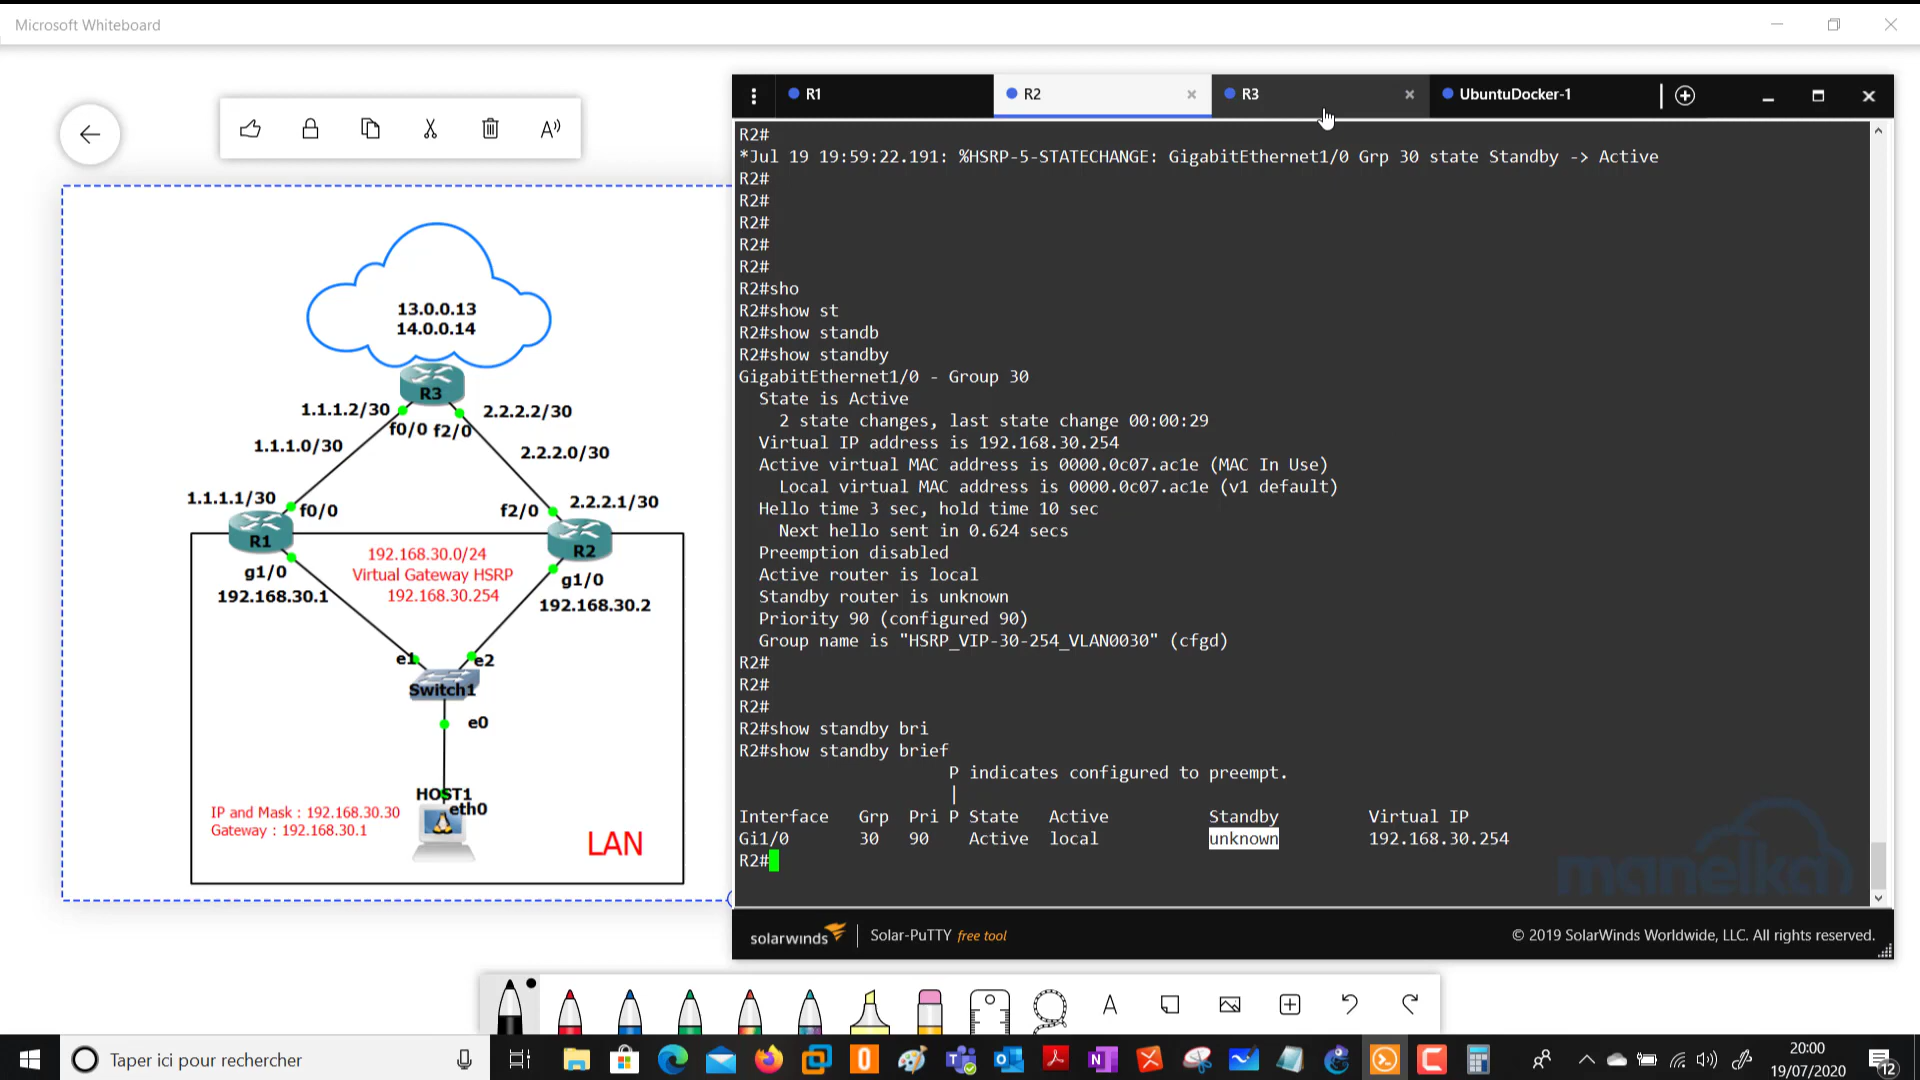 Microsoft Whiteboard
R1
R2
R3
UbuntuDocker-1
R2#
*Jul 19 19:59:22.191: %HSRP-5-STATECHANGE: GigabitEthernet1/0 Grp 30 state Standby -> Active
R2#
R2#
R2#
R2#
R2#
R2#sho
R2#show st
R2#show standb
R2#show standby
GigabitEthernet1/0 - Group 30
State is Active
2 state changes, last state change 00:00:29
Virtual IP address is 192.168.30.254
Active virtual MAC address is 0000.0c07.ac1e (MAC In Use)
Local virtual MAC address is 0000.0c07.ac1e (v1 default)
Hello time 3 sec, hold time 10 sec
Next hello sent in 0.624 secs
Preemption disabled
Active router is local
Standby router is unknown
Priority 90 (configured 90)
Group name is "HSRP_VIP-30-254_VLAN0030" (cfgd)
R2#
R2#
R2#
R2#show standby bri
R2#show standby brief
P indicates configured to preempt.
|
Interface Grp Pri P State Active Standby Virtual IP
Gi1/0 30 90 Active local unknown 192.168.30.254
R2#
manelka
solarwinds
Solar-PuTTY free tool
© 2019 SolarWinds Worldwide, LLC. All rights reserved.
13.0.0.13
14.0.0.14
R3
1.1.1.2/30
2.2.2.2/30
f0/0 f2/0
1.1.1.0/30
2.2.2.0/30
1.1.1.1/30
f0/0
f2/0
2.2.2.1/30
R1
R2
192.168.30.0/24
Virtual Gateway HSRP
192.168.30.254
g1/0
192.168.30.1
g1/0
192.168.30.2
e1
e2
Switch1
e0
HOST1
eth0
IP and Mask : 192.168.30.30
Gateway : 192.168.30.1
LAN
Taper ici pour rechercher
20:00
19/07/2020
12